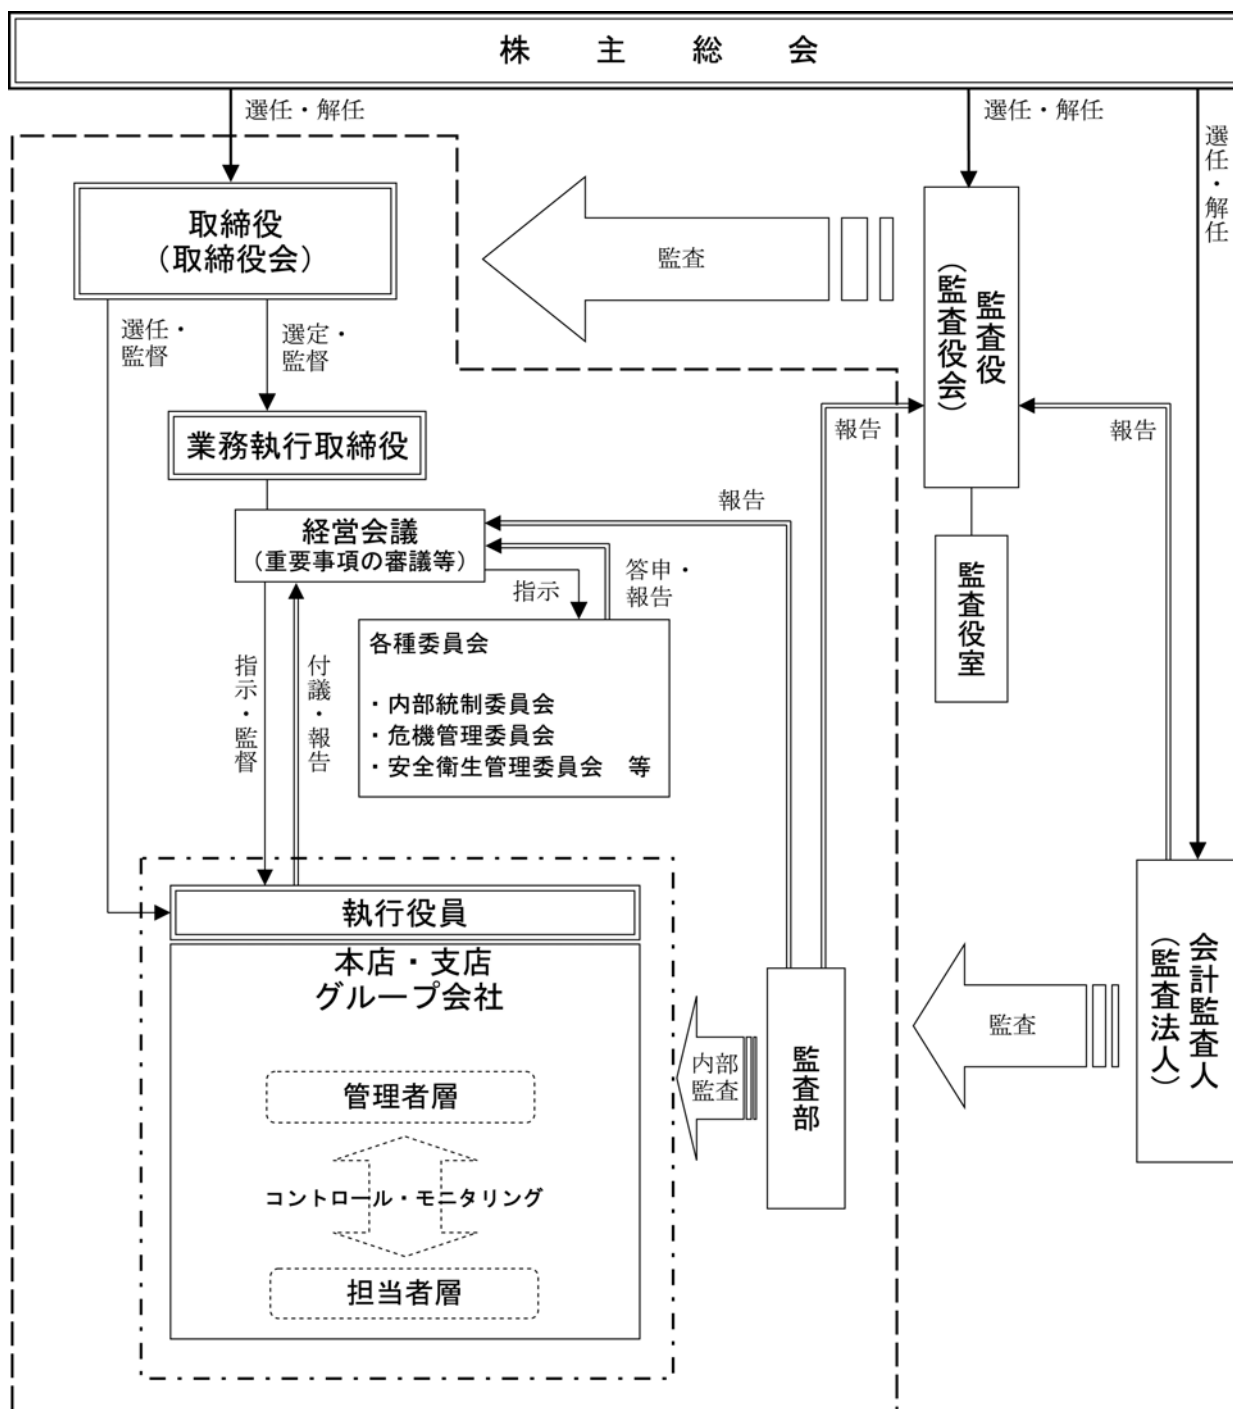 株主総会
選任・解任
選任・解任
選任・解任
取締役
（取締役会）
監査
監査役
（監査役会）
選任・
監督
選定・
監督
業務執行取締役
報告
報告
報告
経営会議
（重要事項の審議等）
指示
答申・
報告
監査役室
各種委員会
・内部統制委員会
・危機管理委員会
・安全衛生管理委員会　等
指示・監督
付議・報告
執行役員
本店・支店
グループ会社
管理者層
コントロール・モニタリング
担当者層
内部
監査
監査部
監査
会計監査人
（監査法人）